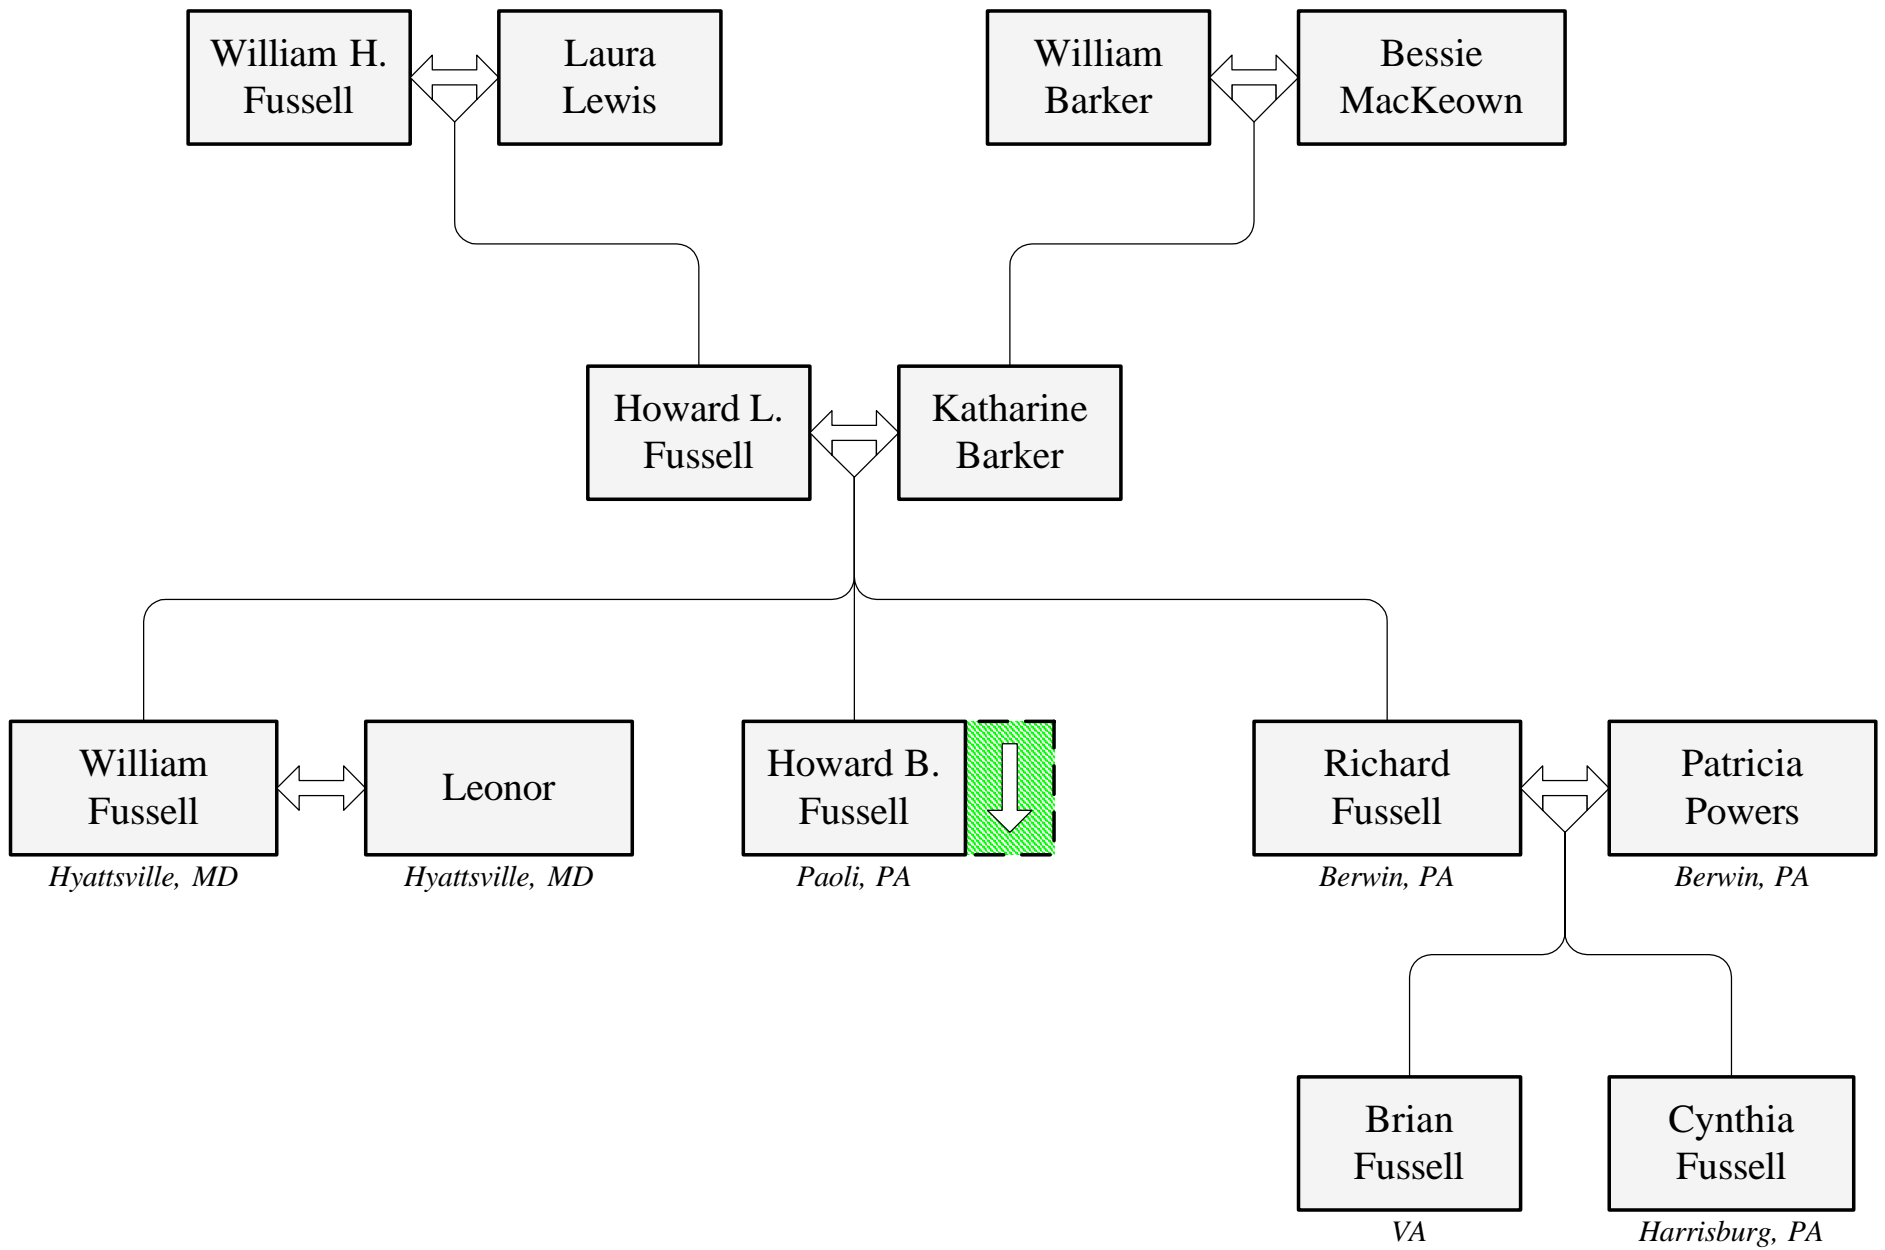 William H.
Fussell
Laura
Lewis
William
Barker
Bessie
MacKeown
Howard L.
Fussell
Katharine
Barker
William
Fussell
Hyattsville, MD
Leonor
Hyattsville, MD
Howard B.
Fussell
Paoli, PA
Richard
Fussell
Berwin, PA
Patricia
Powers
Berwin, PA
Brian
Fussell
VA
Cynthia
Fussell
Harrisburg, PA